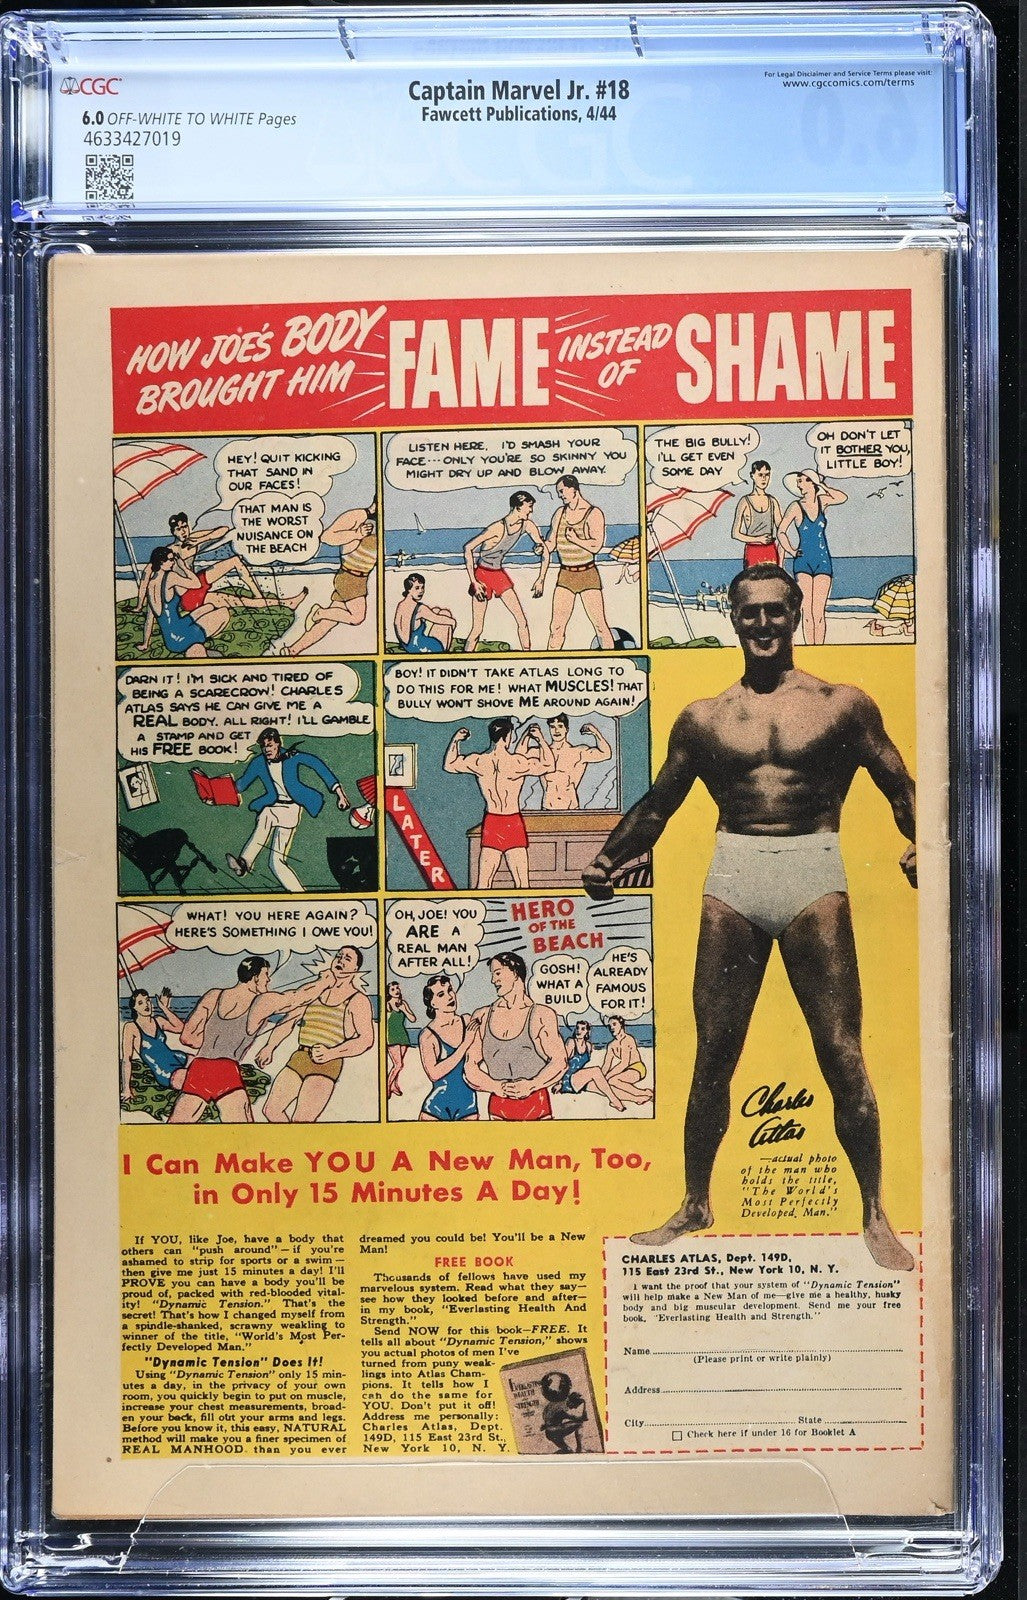 CGC
6.0 OFF-WHITE TO WHITE Pages
4633427019
Captain Marvel Jr. #18
Fawcett Publications, 4/44
For Legal Disclaimer and Service Terms please visit:
www.cgccomics.com/terms
HOW JOE'S BODY
BROUGHT HIM
FAME
INSTEAD
OF
SHAME
HEY! QUIT KICKING
THAT SAND IN
OUR FACES!
THAT MAN IS
THE WORST
NUISANCE ON
THE BEACH
LISTEN HERE. I'D SMASH YOUR
FACE---ONLY YOU'RE SO SKINNY YOU
MIGHT DRY UP AND BLOW AWAY.
THE BIG BULLY!
I'LL GET EVEN
SOME DAY
OH DON'T LET
IT BOTHER YOU,
LITTLE BOY!
DARN IT! I'M SICK AND TIRED OF
BEING A SCARECROW! CHARLES
ATLAS SAYS HE CAN GIVE ME A
REAL BODY. ALL RIGHT! I'LL GAMBLE
A STAMP AND GET
HIS FREE BOOK!
BOY! IT DIDN'T TAKE ATLAS LONG TO
DO THIS FOR ME! WHAT MUSCLES! THAT
BULLY WON'T SHOVE ME AROUND AGAIN!
LATER
WHAT! YOU HERE AGAIN?
HERE'S SOMETHING I OWE YOU!
OH, JOE! YOU
ARE A
REAL MAN
AFTER ALL!
HERO
OF THE
BEACH
GOSH!
WHAT A
BUILD
HE'S
ALREADY
FAMOUS
FOR IT!
Charles
Atlas
—actual photo
of the man who
holds the title,
"The World's
Most Perfectly
Developed Man."
I Can Make YOU A New Man, Too,
in Only 15 Minutes A Day!
If YOU, like Joe, have a body that
others can "push around"—if you're
ashamed to strip for sports or a swim—
then give me just 15 minutes a day! I'll
PROVE you can have a body you'll be
proud of, packed with red-blooded vital-
ity! "Dynamic Tension." That's the
secret! That's how I changed myself from
a spindle-shanked, scrawny weakling to
winner of the title, "World's Most Per-
fectly Developed Man."
"Dynamic Tension" Does It!
Using "Dynamic Tension" only 15 min-
utes a day, in the privacy of your own
room, you quickly begin to put on muscle,
increase your chest measurements, broad-
en your back, fill out your arms and legs.
Before you know it, this easy, NATURAL
method will make you a finer specimen of
REAL MANHOOD than you ever
dreamed you could be! You'll be a New
Man!
FREE BOOK
Thousands of fellows have used my
marvelous system. Read what they say—
see how they looked before and after—
in my book, "Everlasting Health And
Strength."
Send NOW for this book—FREE. It
tells all about "Dynamic Tension," shows
you actual photos of men I've
turned from puny weak-
lings into Atlas Cham-
pions. It tells how I
can do the same for
YOU. Don't put it off!
Address me personally:
Charles Atlas, Dept.
149D, 115 East 23rd St.,
New York 10, N. Y.
EVERLASTING
HEALTH
AND
STRENGTH
CHARLES ATLAS, Dept. 149D,
115 East 23rd St., New York 10, N. Y.
I want the proof that your system of "Dynamic Tension"
will help make a New Man of me—give me a healthy, husky
body and big muscular development. Send me your free
book, "Everlasting Health and Strength."
Name
(Please print or write plainly)
Address
City State
Check here if under 16 for Booklet A